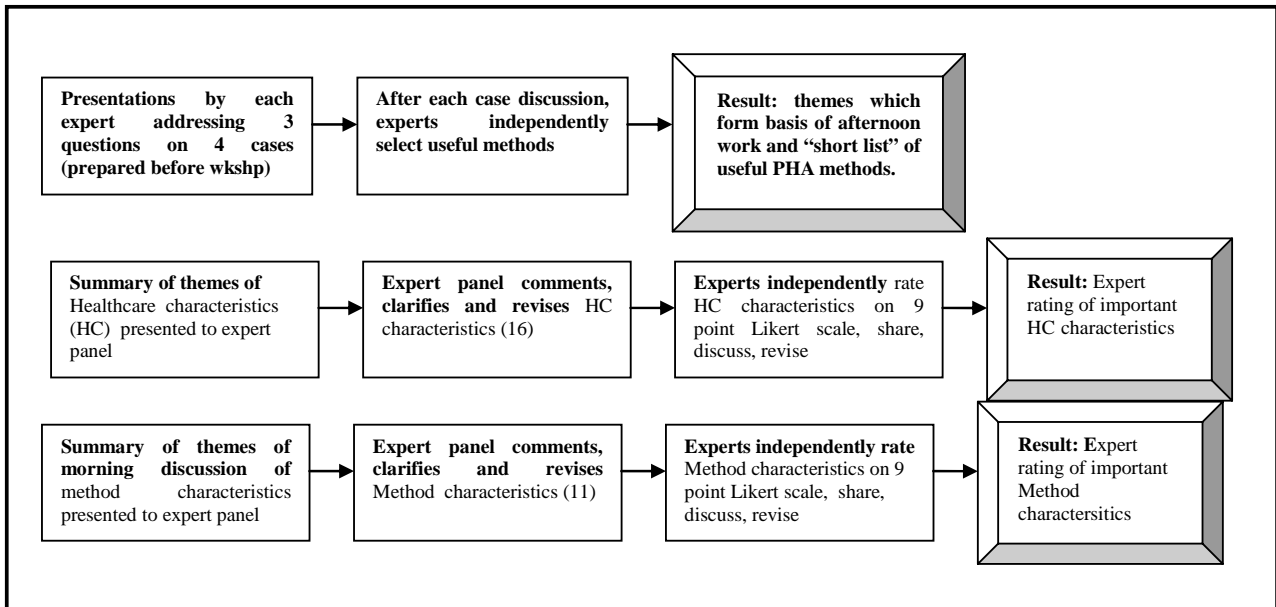 Presentations by each
expert addressing 3
questions on 4 cases
(prepared before wkshp)
After each case discussion,
experts independently
select useful methods
Result: themes which
form basis of afternoon
work and “short list” of
useful PHA methods.
Summary of themes of
Healthcare characteristics
(HC) presented to expert
panel
Expert panel comments,
clarifies and revises HC
characteristics (16)
Experts independently rate
HC characteristics on 9
point Likert scale, share,
discuss, revise
Result: Expert
rating of important
HC characteristics
Summary of themes of
morning discussion of
method characteristics
presented to expert panel
Expert panel comments,
clarifies and revises
Method characteristics (11)
Experts independently rate
Method characteristics on 9
point Likert scale, share,
discuss, revise
Result: Expert
rating of important
Method
charactersitics